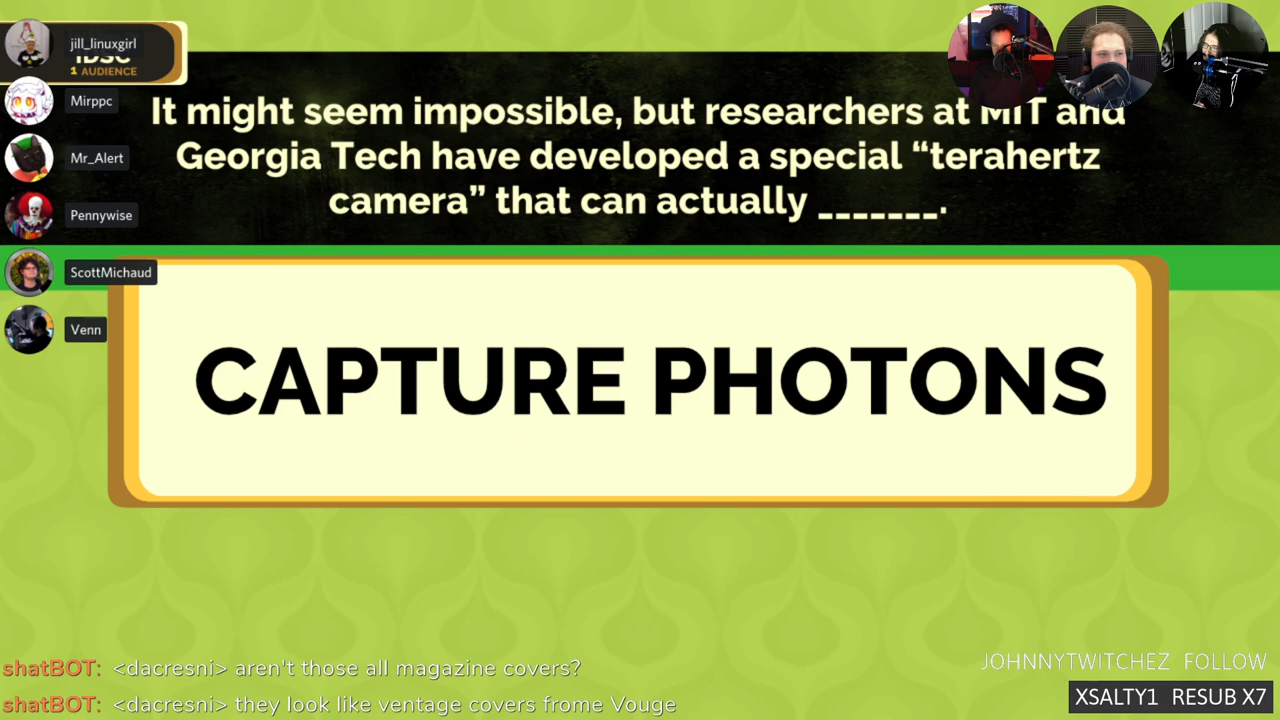 jill_linuxgirl
1 AUDIENCE
Mirppc
Mr_Alert
Pennywise
ScottMichaud
Venn
It might seem impossible, but researchers at MIT and
Georgia Tech have developed a special “terahertz
camera” that can actually _______.
CAPTURE PHOTONS
shatBOT: <dacresni> aren't those all magazine covers?
shatBOT: <dacresni> they look like ventage covers frome Vouge
JOHNNYTWITCHEZ FOLLOW
XSALTY1 RESUB X7